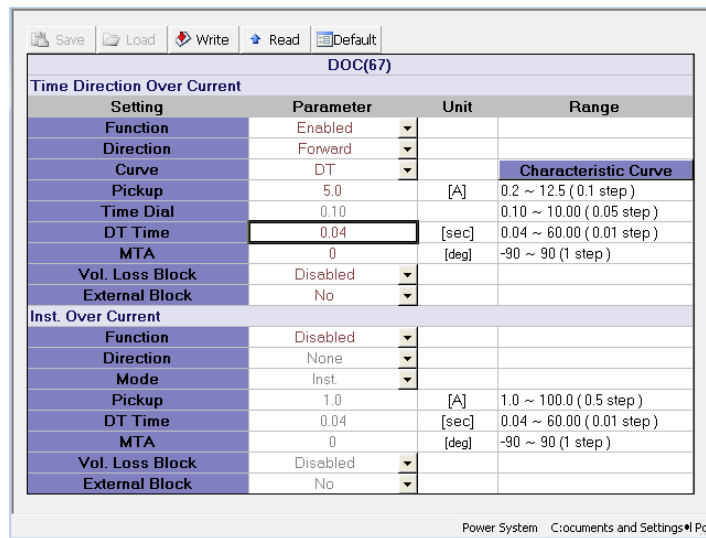 Save Load Write Read Default
DOC(67)
Time Direction Over Current
Setting Parameter Unit Range
Function Enabled
Direction Forward
Curve DT Characteristic Curve
Pickup 5.0 [A] 0.2 ~ 12.5 ( 0.1 step )
Time Dial 0.10 0.10 ~ 10.00 ( 0.05 step )
DT Time 0.04 [sec] 0.04 ~ 60.00 ( 0.01 step )
MTA 0 [deg] -90 ~ 90 (1 step )
Vol. Loss Block Disabled
External Block No
Inst. Over Current
Function Disabled
Direction None
Mode Inst.
Pickup 1.0 [A] 1.0 ~ 100.0 ( 0.5 step )
DT Time 0.04 [sec] 0.04 ~ 60.00 ( 0.01 step )
MTA 0 [deg] -90 ~ 90 (1 step )
Vol. Loss Block Disabled
External Block No
Power System C:ocuments and Settings